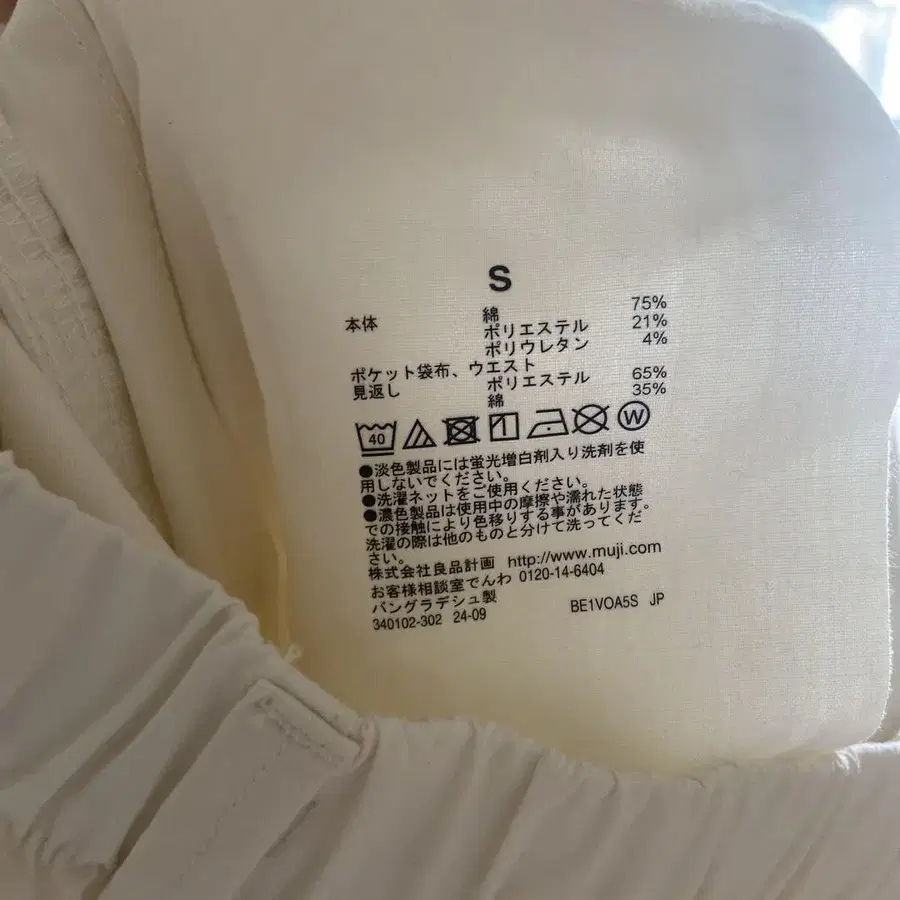 S
本体 綿 75%
ポリエステル 21%
ポリウレタン 4%
ポケット袋布、ウエスト
見返し ポリエステル 65%
綿 35%
40 W
●淡色製品には蛍光増白剤入り洗剤を使
用しないでください。
●洗濯ネットをご使用ください。
●濃色製品は使用中の摩擦や濡れた状態
での接触により色移りする事があります。
洗濯の際は他のものと分けて洗ってくだ
さい。
株式会社良品計画 http://www.muji.com
お客様相談室でんわ 0120-14-6404
バングラデシュ製
340102-302 24-09 BE1VOA5S JP